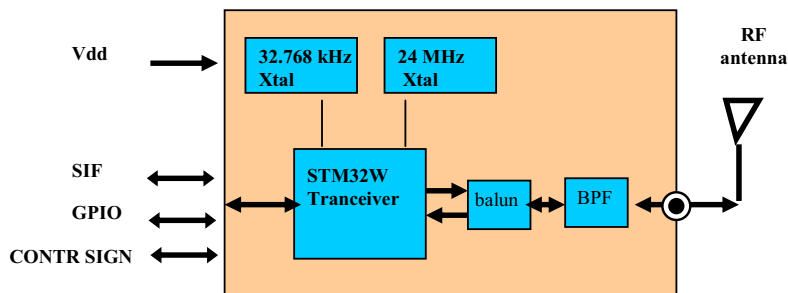 Vdd
32.768 kHz
Xtal
24 MHz
Xtal
RF
antenna
SIF
GPIO
CONTR SIGN
STM32W
Tranceiver
balun
BPF